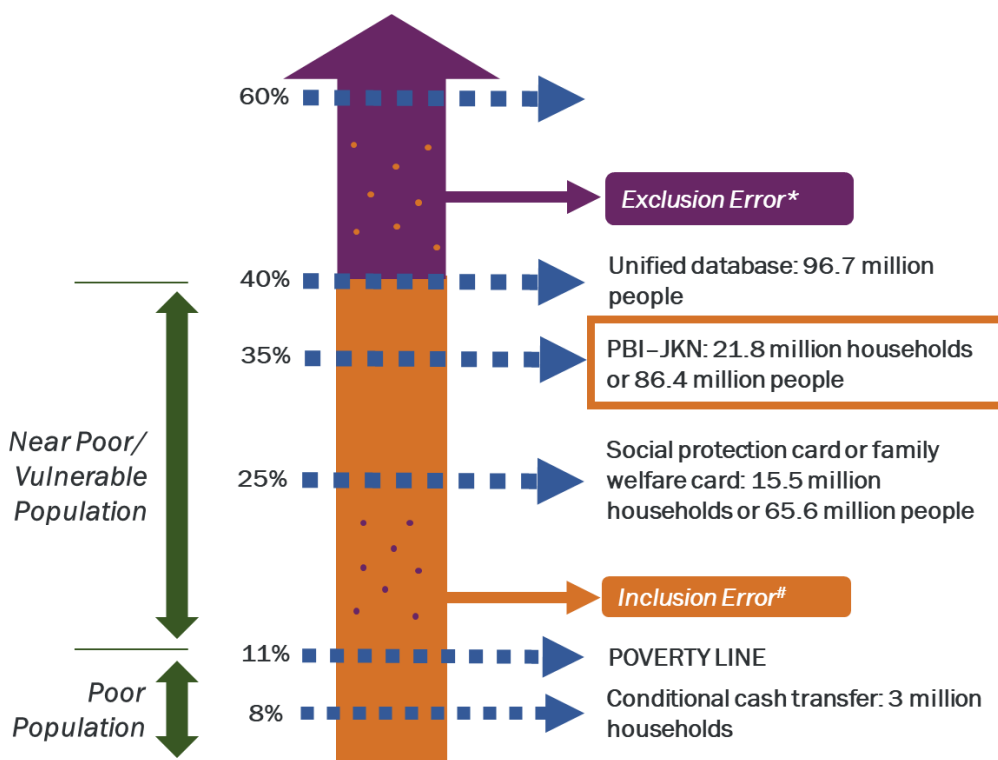 60%
Exclusion Error*
40%
Unified database: 96.7 million
people
35%
PBI–JKN: 21.8 million households
or 86.4 million people
Near Poor/
Vulnerable
Population
25%
Social protection card or family
welfare card: 15.5 million
households or 65.6 million people
Inclusion Error#
11%
POVERTY LINE
Poor
Population
8%
Conditional cash transfer: 3 million
households